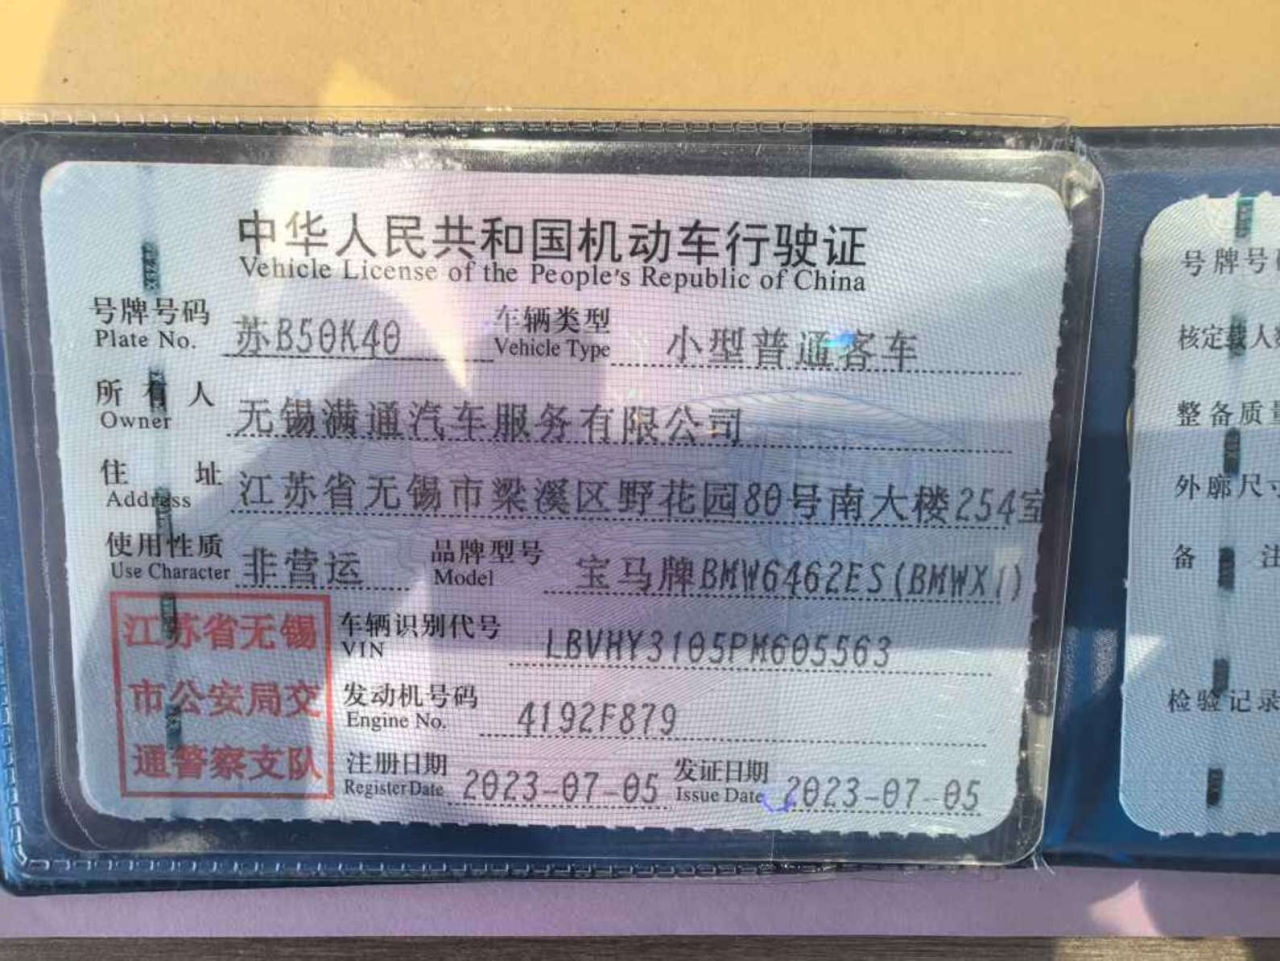 中华人民共和国机动车行驶证
Vehicle License of the People's Republic of China
号牌号码 苏B50K40 车辆类型 小型普通客车
Plate No. Vehicle Type
所有人 无锡满通汽车服务有限公司
Owner
住址 江苏省无锡市梁溪区野花园80号南大楼254室
Address
使用性质 非营运 品牌型号 宝马牌BMW6462ES(BMWX1)
Use Character Model
江苏省无锡
市公安局交
通警察支队
车辆识别代号 LBVHY3105PM605563
VIN
发动机号码 4192F879
Engine No.
注册日期 2023-07-05 发证日期 2023-07-05
Register Date Issue Date
号牌号
核定载人
整备质量
外廓尺寸
备注
检验记录